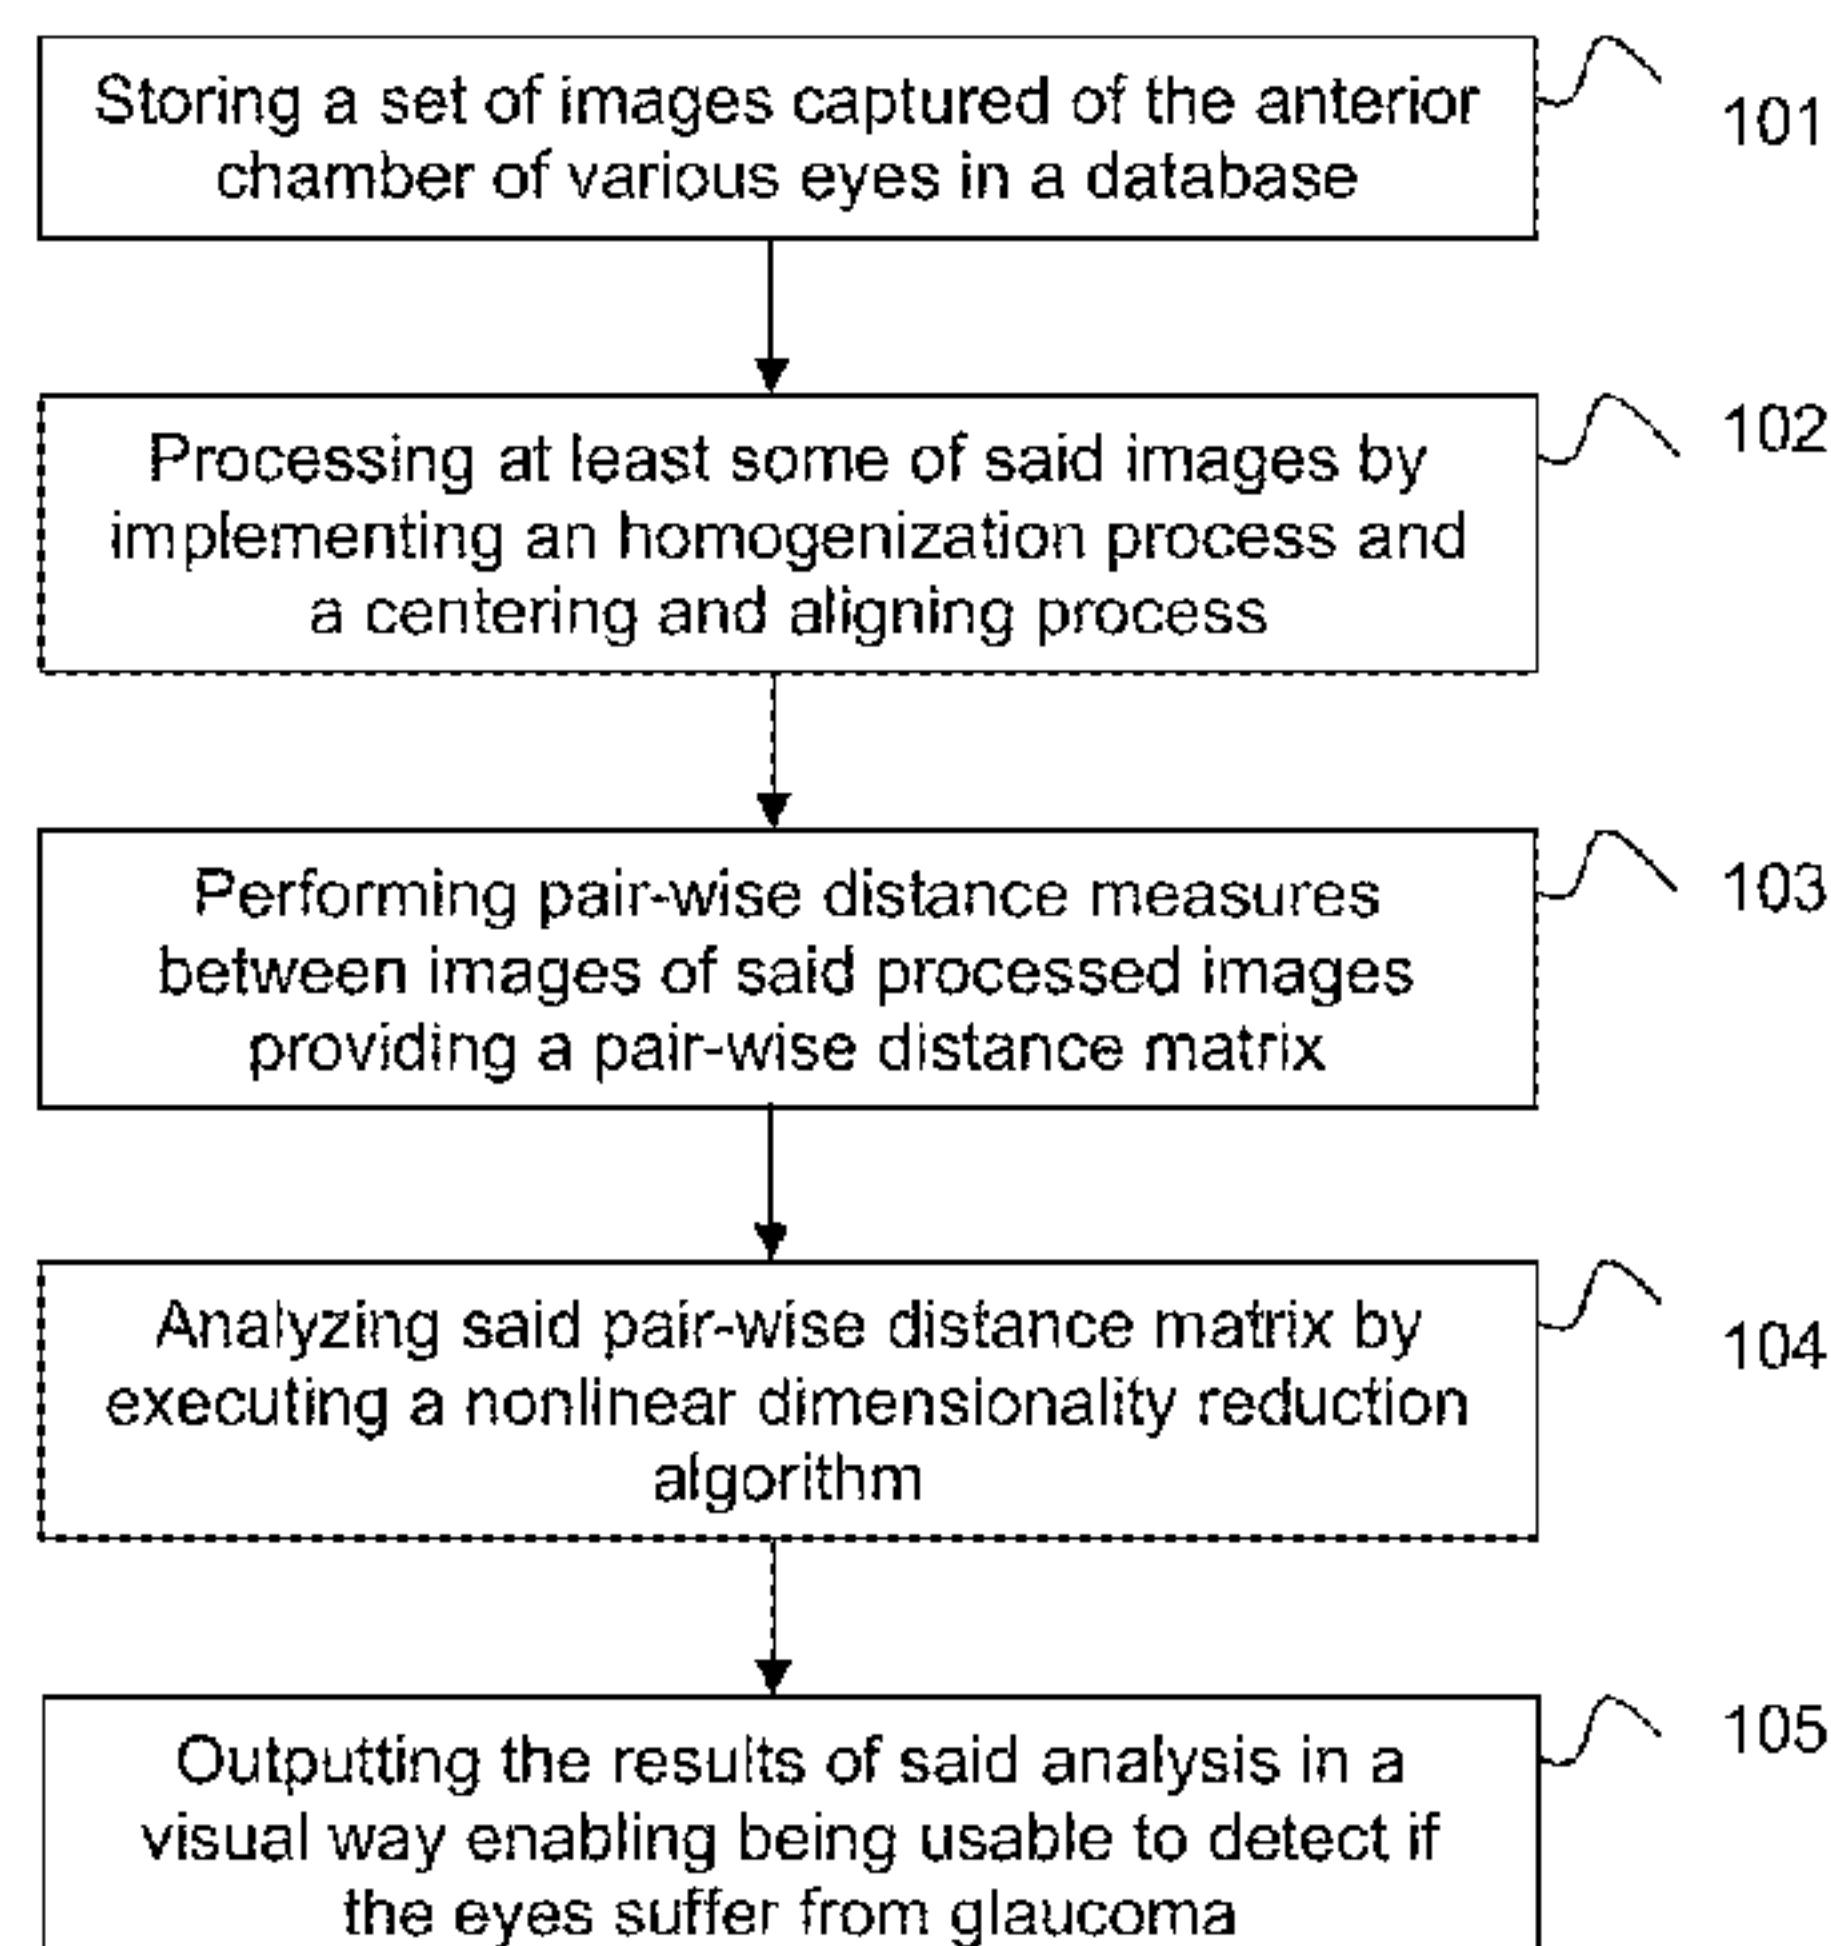 Storing a set of images captured of the anterior
chamber of various eyes in a database
101
Processing at least some of said images by
implementing an homogenization process and
a centering and aligning process
102
Performing pair-wise distance measures
between images of said processed images
providing a pair-wise distance matrix
103
Analyzing said pair-wise distance matrix by
executing a nonlinear dimensionality reduction
algorithm
104
Outputting the results of said analysis in a
visual way enabling being usable to detect if
the eyes suffer from glaucoma
105